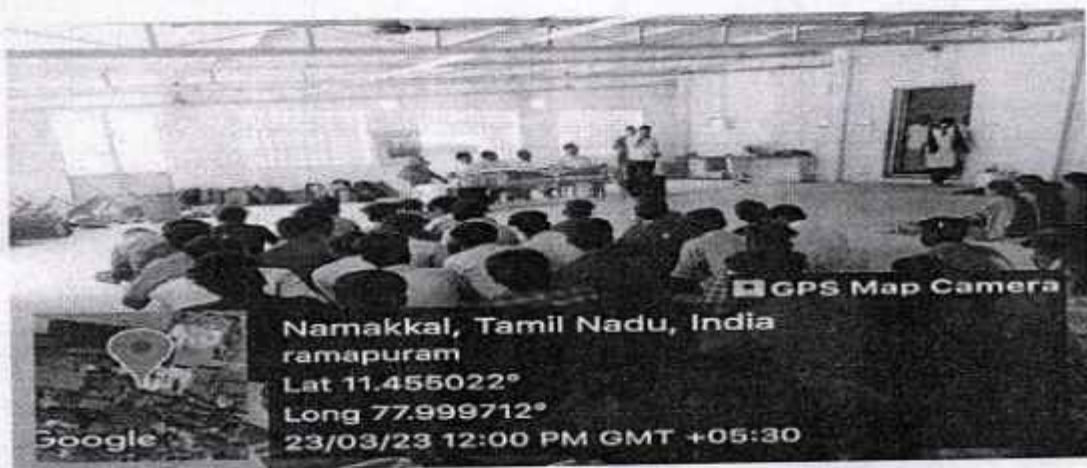 GPS Map Camera
Namakkal, Tamil Nadu, India
ramapuram
Lat 11.455022°
Long 77.999712°
23/03/23 12:00 PM GMT +05:30
Google